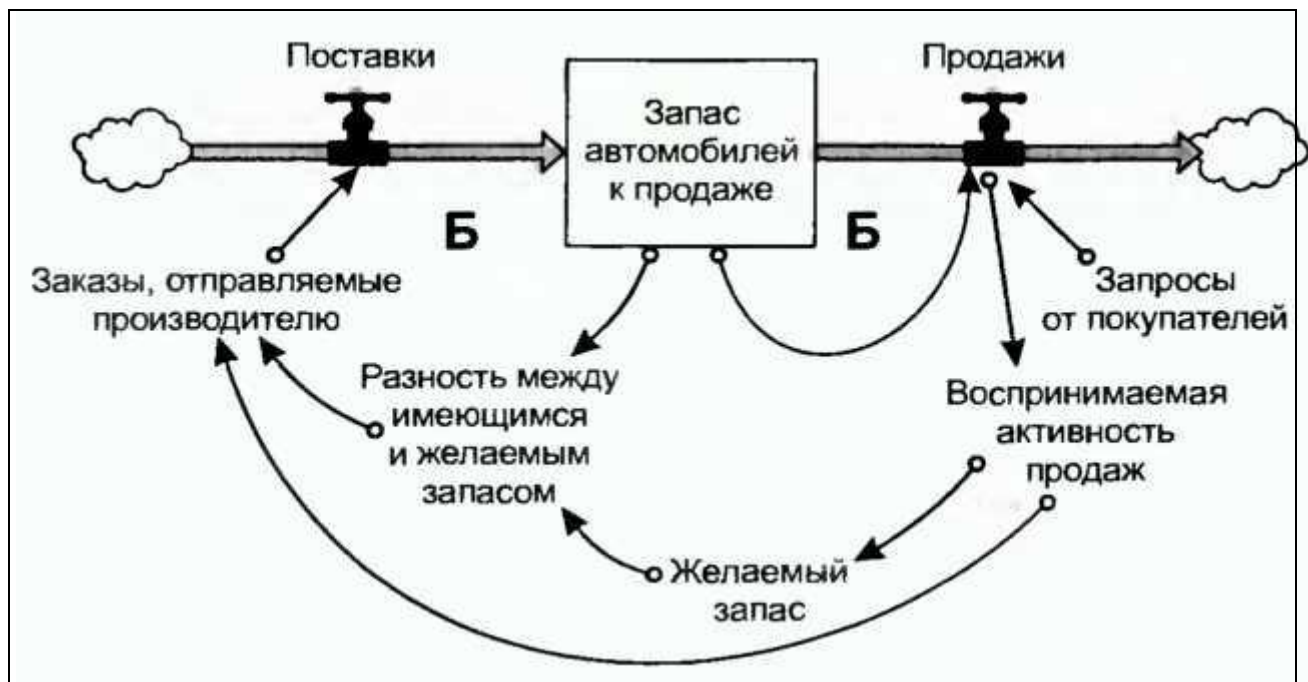 Поставки
Продажи
Запас
автомобилей
к продаже
Б
Б
Заказы, отправляемые
производителю
Запросы
от покупателей
Разность между
имеющимся
и желаемым
запасом
Воспринимаемая
активность
продаж
Желаемый
запас